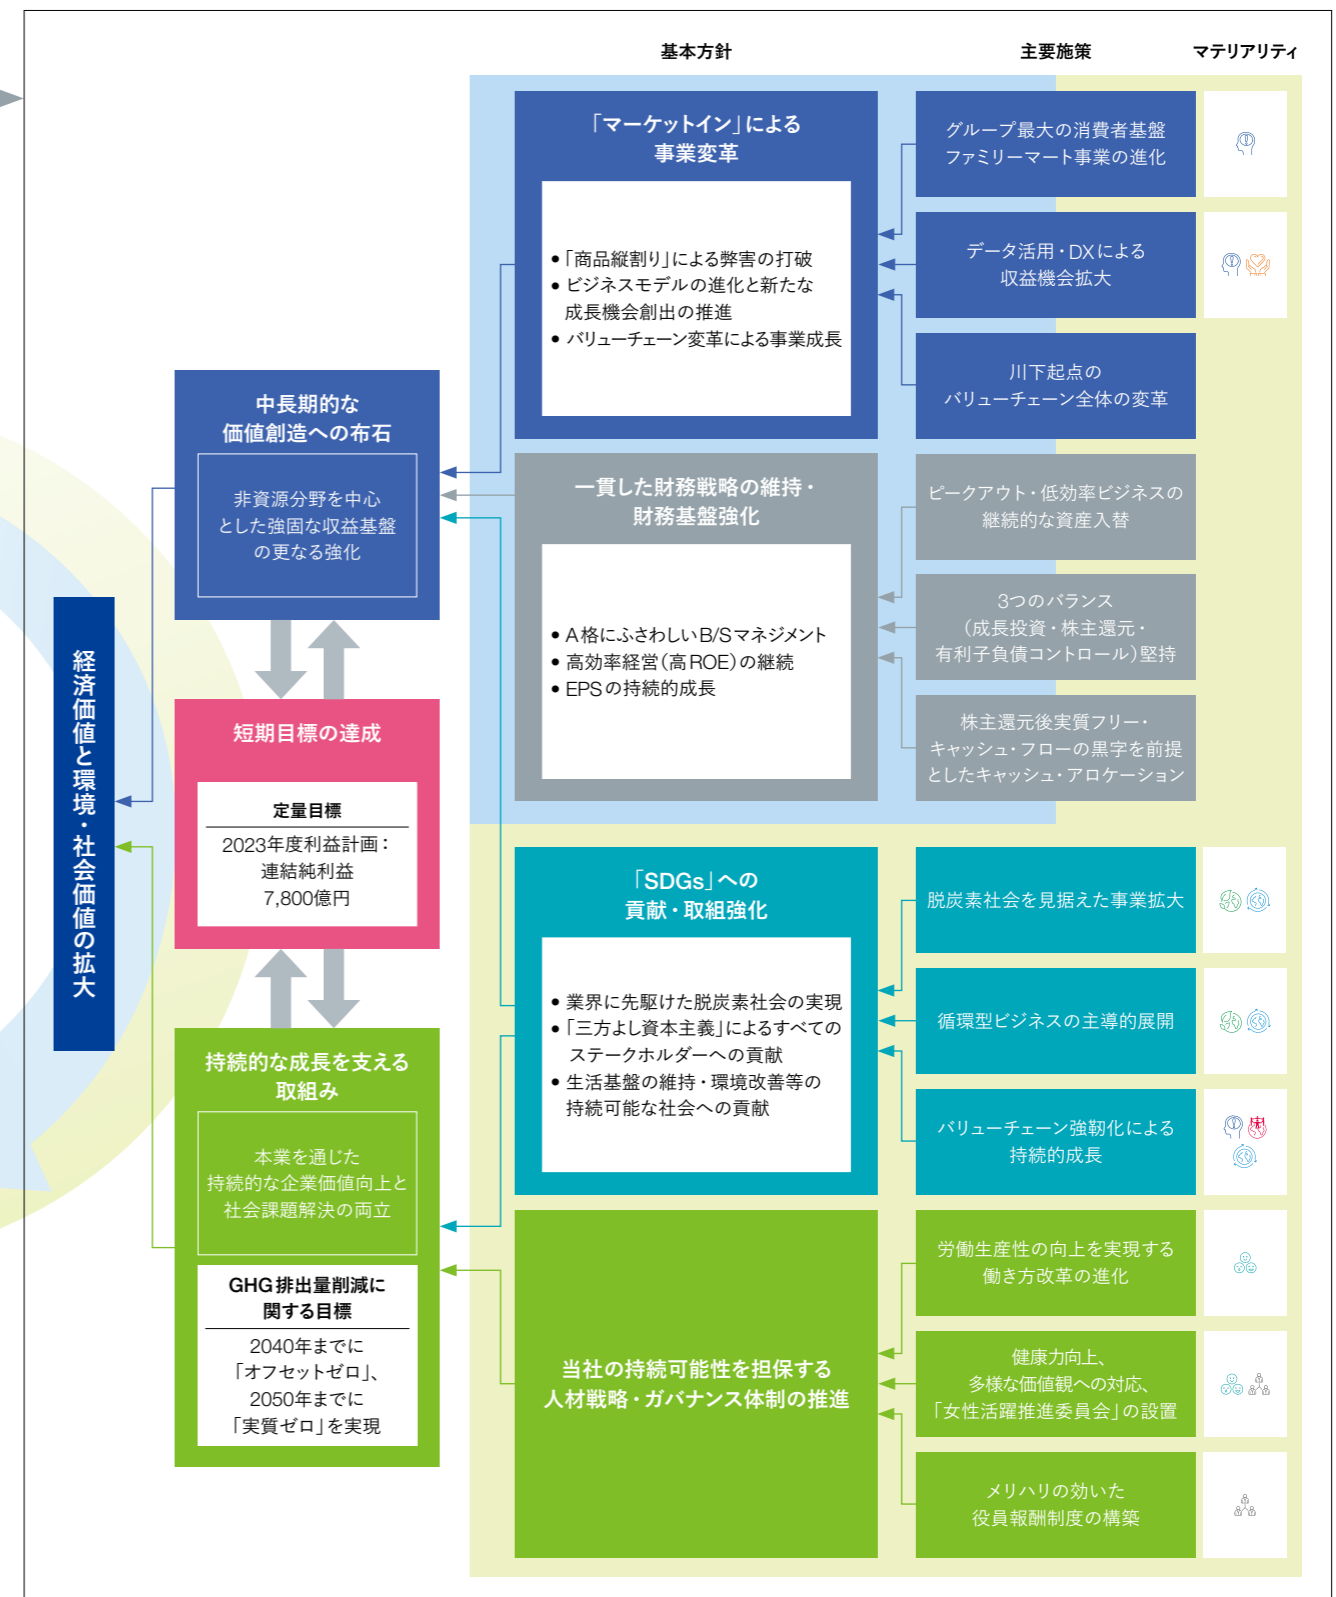 基本方針
主要施策
マテリアリティ
「マーケットイン」による
事業変革
•「商品縦割り」による弊害の打破
• ビジネスモデルの進化と新たな
成長機会創出の推進
• バリューチェーン変革による事業成長
グループ最大の消費者基盤
ファミリーマート事業の進化
データ活用・DXによる
収益機会拡大
川下起点の
バリューチェーン全体の変革
一貫した財務戦略の維持・
財務基盤強化
• A格にふさわしいB/Sマネジメント
• 高効率経営(高ROE)の継続
• EPSの持続的成長
ピークアウト・低効率ビジネスの
継続的な資産入替
3つのバランス
(成長投資・株主還元・
有利子負債コントロール)堅持
株主還元後実質フリー・
キャッシュ・フローの黒字を前提
としたキャッシュ・アロケーション
「SDGs」への
貢献・取組強化
• 業界に先駆けた脱炭素社会の実現
•「三方よし資本主義」によるすべての
ステークホルダーへの貢献
• 生活基盤の維持・環境改善等の
持続可能な社会への貢献
脱炭素社会を見据えた事業拡大
循環型ビジネスの主導的展開
バリューチェーン強靭化による
持続的成長
当社の持続可能性を担保する
人材戦略・ガバナンス体制の推進
労働生産性の向上を実現する
働き方改革の進化
健康力向上、
多様な価値観への対応、
「女性活躍推進委員会」の設置
メリハリの効いた
役員報酬制度の構築
中長期的な
価値創造への布石
非資源分野を中心
とした強固な収益基盤
の更なる強化
短期目標の達成
定量目標
2023年度利益計画:
連結純利益
7,800億円
持続的な成長を支える
取組み
本業を通じた
持続的な企業価値向上と
社会課題解決の両立
GHG排出量削減に
関する目標
2040年までに
「オフセットゼロ」、
2050年までに
「実質ゼロ」を実現
経済価値と環境・社会価値の拡大